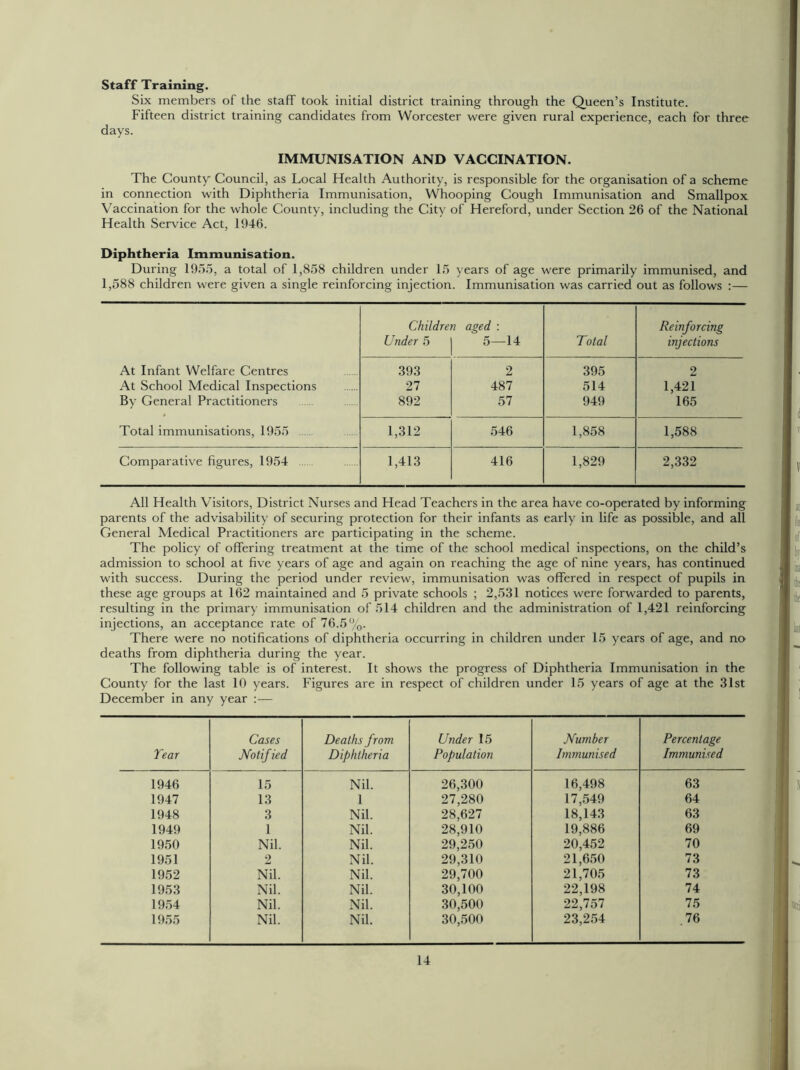 Staff Training.
Six members of the staff took initial district training through the Queen's Institute.
Fifteen district training candidates from Worcester were given rural experience, each for three
days.
IMMUNISATION AND VACCINATION.
The County Council, as Local Health Authority, is responsible for the organisation of a scheme
in connection with Diphtheria Immunisation, Whooping Cough Immunisation and Smallpox
Vaccination for the whole County, including the City of Hereford, under Section 26 of the National
Health Service Act, 1946.
Diphtheria Immunisation.
During 1955, a total of 1,858 children under 15 years of age were primarily immunised, and
1,588 children were given a single reinforcing injection. Immunisation was carried out as follows :—
Children aged : Reinforcing
Under 5 5—14 Total injections
At Infant Welfare Centres ...... 393 2 395 2
At School Medical Inspections ...... 27 487 514 1,421
By General Practitioners ...... ...... 892 57 949 165
Total immunisations, 1955 ...... ...... 1,312 546 1,858 1,588
Comparative figures, 1954 ...... ...... 1,413 416 1,829 2,332
All Health Visitors, District Nurses and Head Teachers in the area have co-operated by informing
parents of the advisability of securing protection for their infants as early in life as possible, and all
General Medical Practitioners are participating in the scheme.
The policy of offering treatment at the time of the school medical inspections, on the child's
admission to school at five years of age and again on reaching the age of nine years, has continued
with success. During the period under review, immunisation was offered in respect of pupils in
these age groups at 162 maintained and 5 private schools ; 2,531 notices were forwarded to parents,
resulting in the primary immunisation of 514 children and the administration of 1,421 reinforcing
injections, an acceptance rate of 76.5%.
There were no notifications of diphtheria occurring in children under 15 years of age, and no
deaths from diphtheria during the year.
The following table is of interest. It shows the progress of Diphtheria Immunisation in the
County for the last 10 years. Figures are in respect of children under 15 years of age at the 31st
December in any year :—
Cases Deaths from Under 15 Number Percentage
Year Notified Diphtheria Population Immunised Immunised
1946 15 Nil. 26,300 16,498 63
1947 13 1 27,280 17,549 64
1948 3 Nil. 28,627 18,143 63
1949 1 Nil. 28,910 19,886 69
1950 Nil. Nil. 29,250 20,452 70
1951 2 Nil. 29,310 21,650 73
1952 Nil. Nil. 29,700 21,705 73
1953 Nil. Nil. 30,100 22,198 74
1954 Nil. Nil. 30,500 22,757 75
1955 Nil. Nil. 30,500 23,254 .76
14